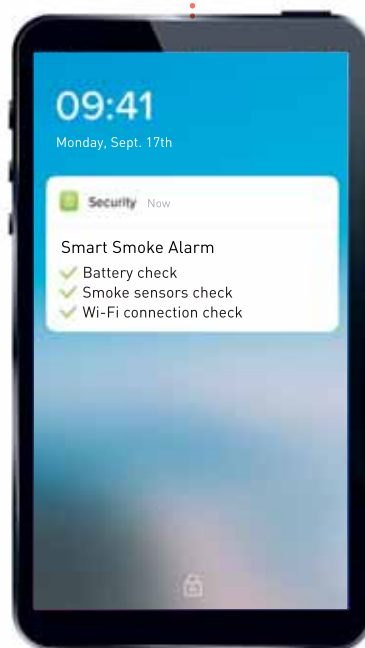 09:41
Monday, Sept. 17th
Security Now
Smart Smoke Alarm
Battery check
Smoke sensors check
Wi-Fi connection check